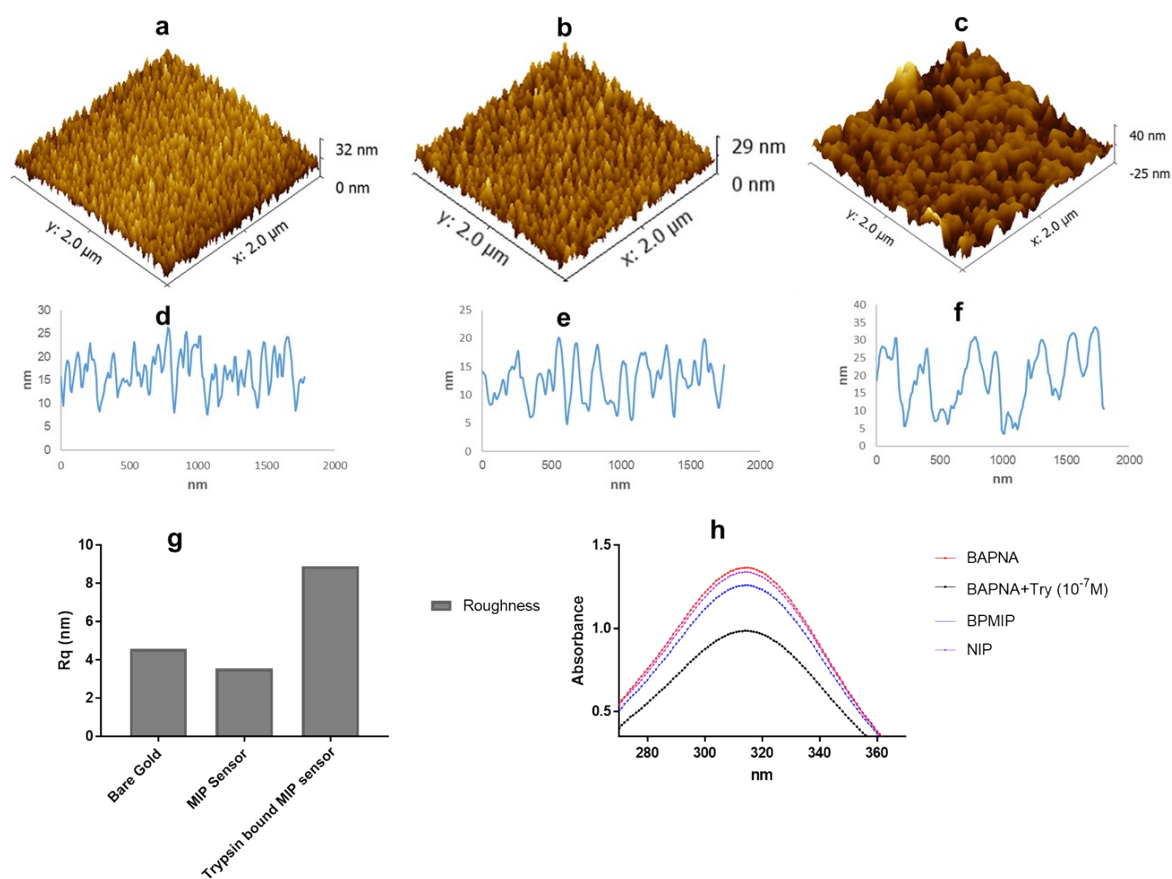 a
b
c
32 nm
0 nm
y: 2.0 µm
x: 2.0 µm
29 nm
0 nm
y: 2.0 µm
x: 2.0 µm
40 nm
-25 nm
y: 2.0 µm
x: 2.0 µm
d
30
25
20
15
10
5
0
nm
0 500 1000 1500 2000
nm
e
25
20
15
10
5
0
nm
0 500 1000 1500 2000
nm
f
40
35
30
25
20
15
10
5
0
nm
0 500 1000 1500 2000
nm
g
10
8
6
4
2
0
Rq (nm)
Bare Gold
MIP Sensor
Trypsin bound MIP sensor
Roughness
h
1.5
1.0
0.5
Absorbance
280 300 320 340 360
nm
BAPNA
BAPNA+Try (10⁻⁷M)
BPMIP
NIP